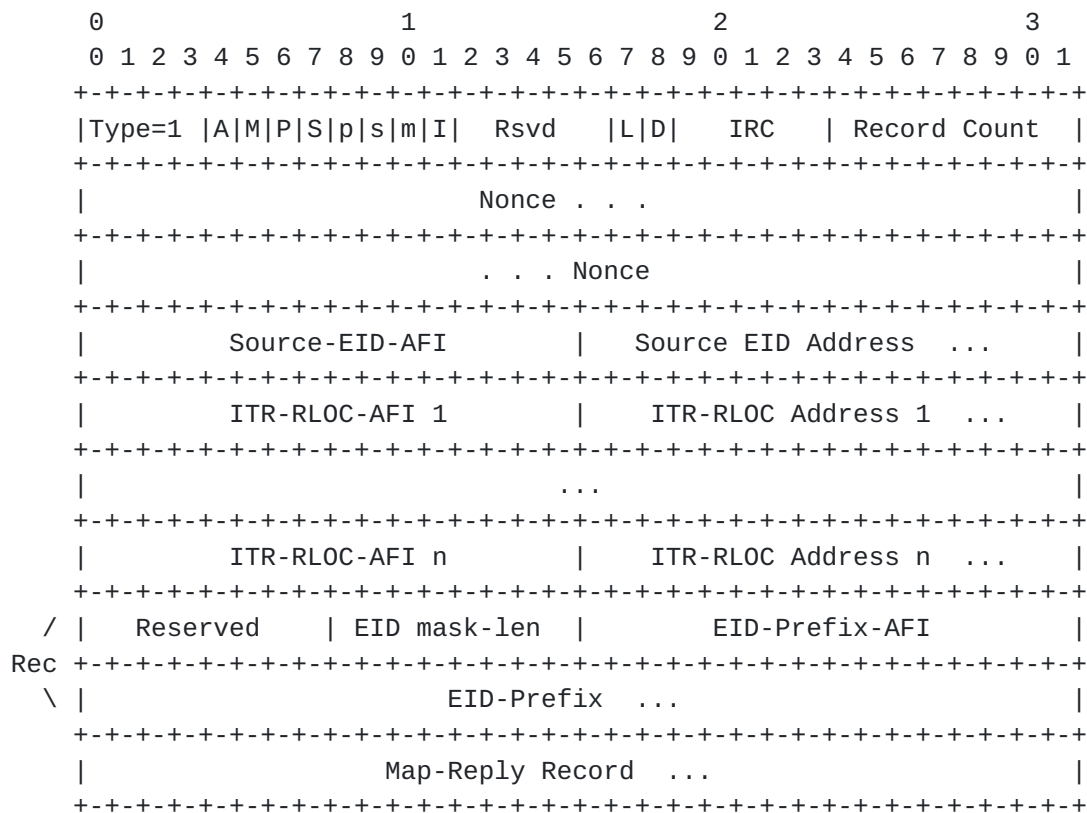 0                   1                   2                   3
        0 1 2 3 4 5 6 7 8 9 0 1 2 3 4 5 6 7 8 9 0 1 2 3 4 5 6 7 8 9 0 1
       +-+-+-+-+-+-+-+-+-+-+-+-+-+-+-+-+-+-+-+-+-+-+-+-+-+-+-+-+-+-+-+-+
       |Type=1 |A|M|P|S|p|s|m|I|  Rsvd   |L|D|   IRC   | Record Count  |
       +-+-+-+-+-+-+-+-+-+-+-+-+-+-+-+-+-+-+-+-+-+-+-+-+-+-+-+-+-+-+-+-+
       |                         Nonce . . .                           |
       +-+-+-+-+-+-+-+-+-+-+-+-+-+-+-+-+-+-+-+-+-+-+-+-+-+-+-+-+-+-+-+-+
       |                         . . . Nonce                           |
       +-+-+-+-+-+-+-+-+-+-+-+-+-+-+-+-+-+-+-+-+-+-+-+-+-+-+-+-+-+-+-+-+
       |         Source-EID-AFI        |   Source EID Address  ...     |
       +-+-+-+-+-+-+-+-+-+-+-+-+-+-+-+-+-+-+-+-+-+-+-+-+-+-+-+-+-+-+-+-+
       |         ITR-RLOC-AFI 1        |    ITR-RLOC Address 1  ...    |
       +-+-+-+-+-+-+-+-+-+-+-+-+-+-+-+-+-+-+-+-+-+-+-+-+-+-+-+-+-+-+-+-+
       |                              ...                              |
       +-+-+-+-+-+-+-+-+-+-+-+-+-+-+-+-+-+-+-+-+-+-+-+-+-+-+-+-+-+-+-+-+
       |         ITR-RLOC-AFI n        |    ITR-RLOC Address n  ...    |
       +-+-+-+-+-+-+-+-+-+-+-+-+-+-+-+-+-+-+-+-+-+-+-+-+-+-+-+-+-+-+-+-+
     / |   Reserved    | EID mask-len  |        EID-Prefix-AFI         |
   Rec +-+-+-+-+-+-+-+-+-+-+-+-+-+-+-+-+-+-+-+-+-+-+-+-+-+-+-+-+-+-+-+-+
     \ |                       EID-Prefix  ...                         |
       +-+-+-+-+-+-+-+-+-+-+-+-+-+-+-+-+-+-+-+-+-+-+-+-+-+-+-+-+-+-+-+-+
       |                   Map-Reply Record  ...                       |
       +-+-+-+-+-+-+-+-+-+-+-+-+-+-+-+-+-+-+-+-+-+-+-+-+-+-+-+-+-+-+-+-+